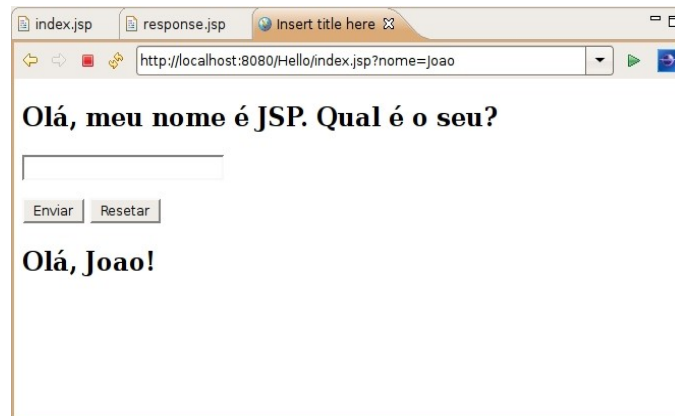 index.jsp response.jsp Insert title here
http://localhost:8080/Hello/index.jsp?nome=Joao
Olá, meu nome é JSP. Qual é o seu?
Enviar Resetar
Olá, Joao!